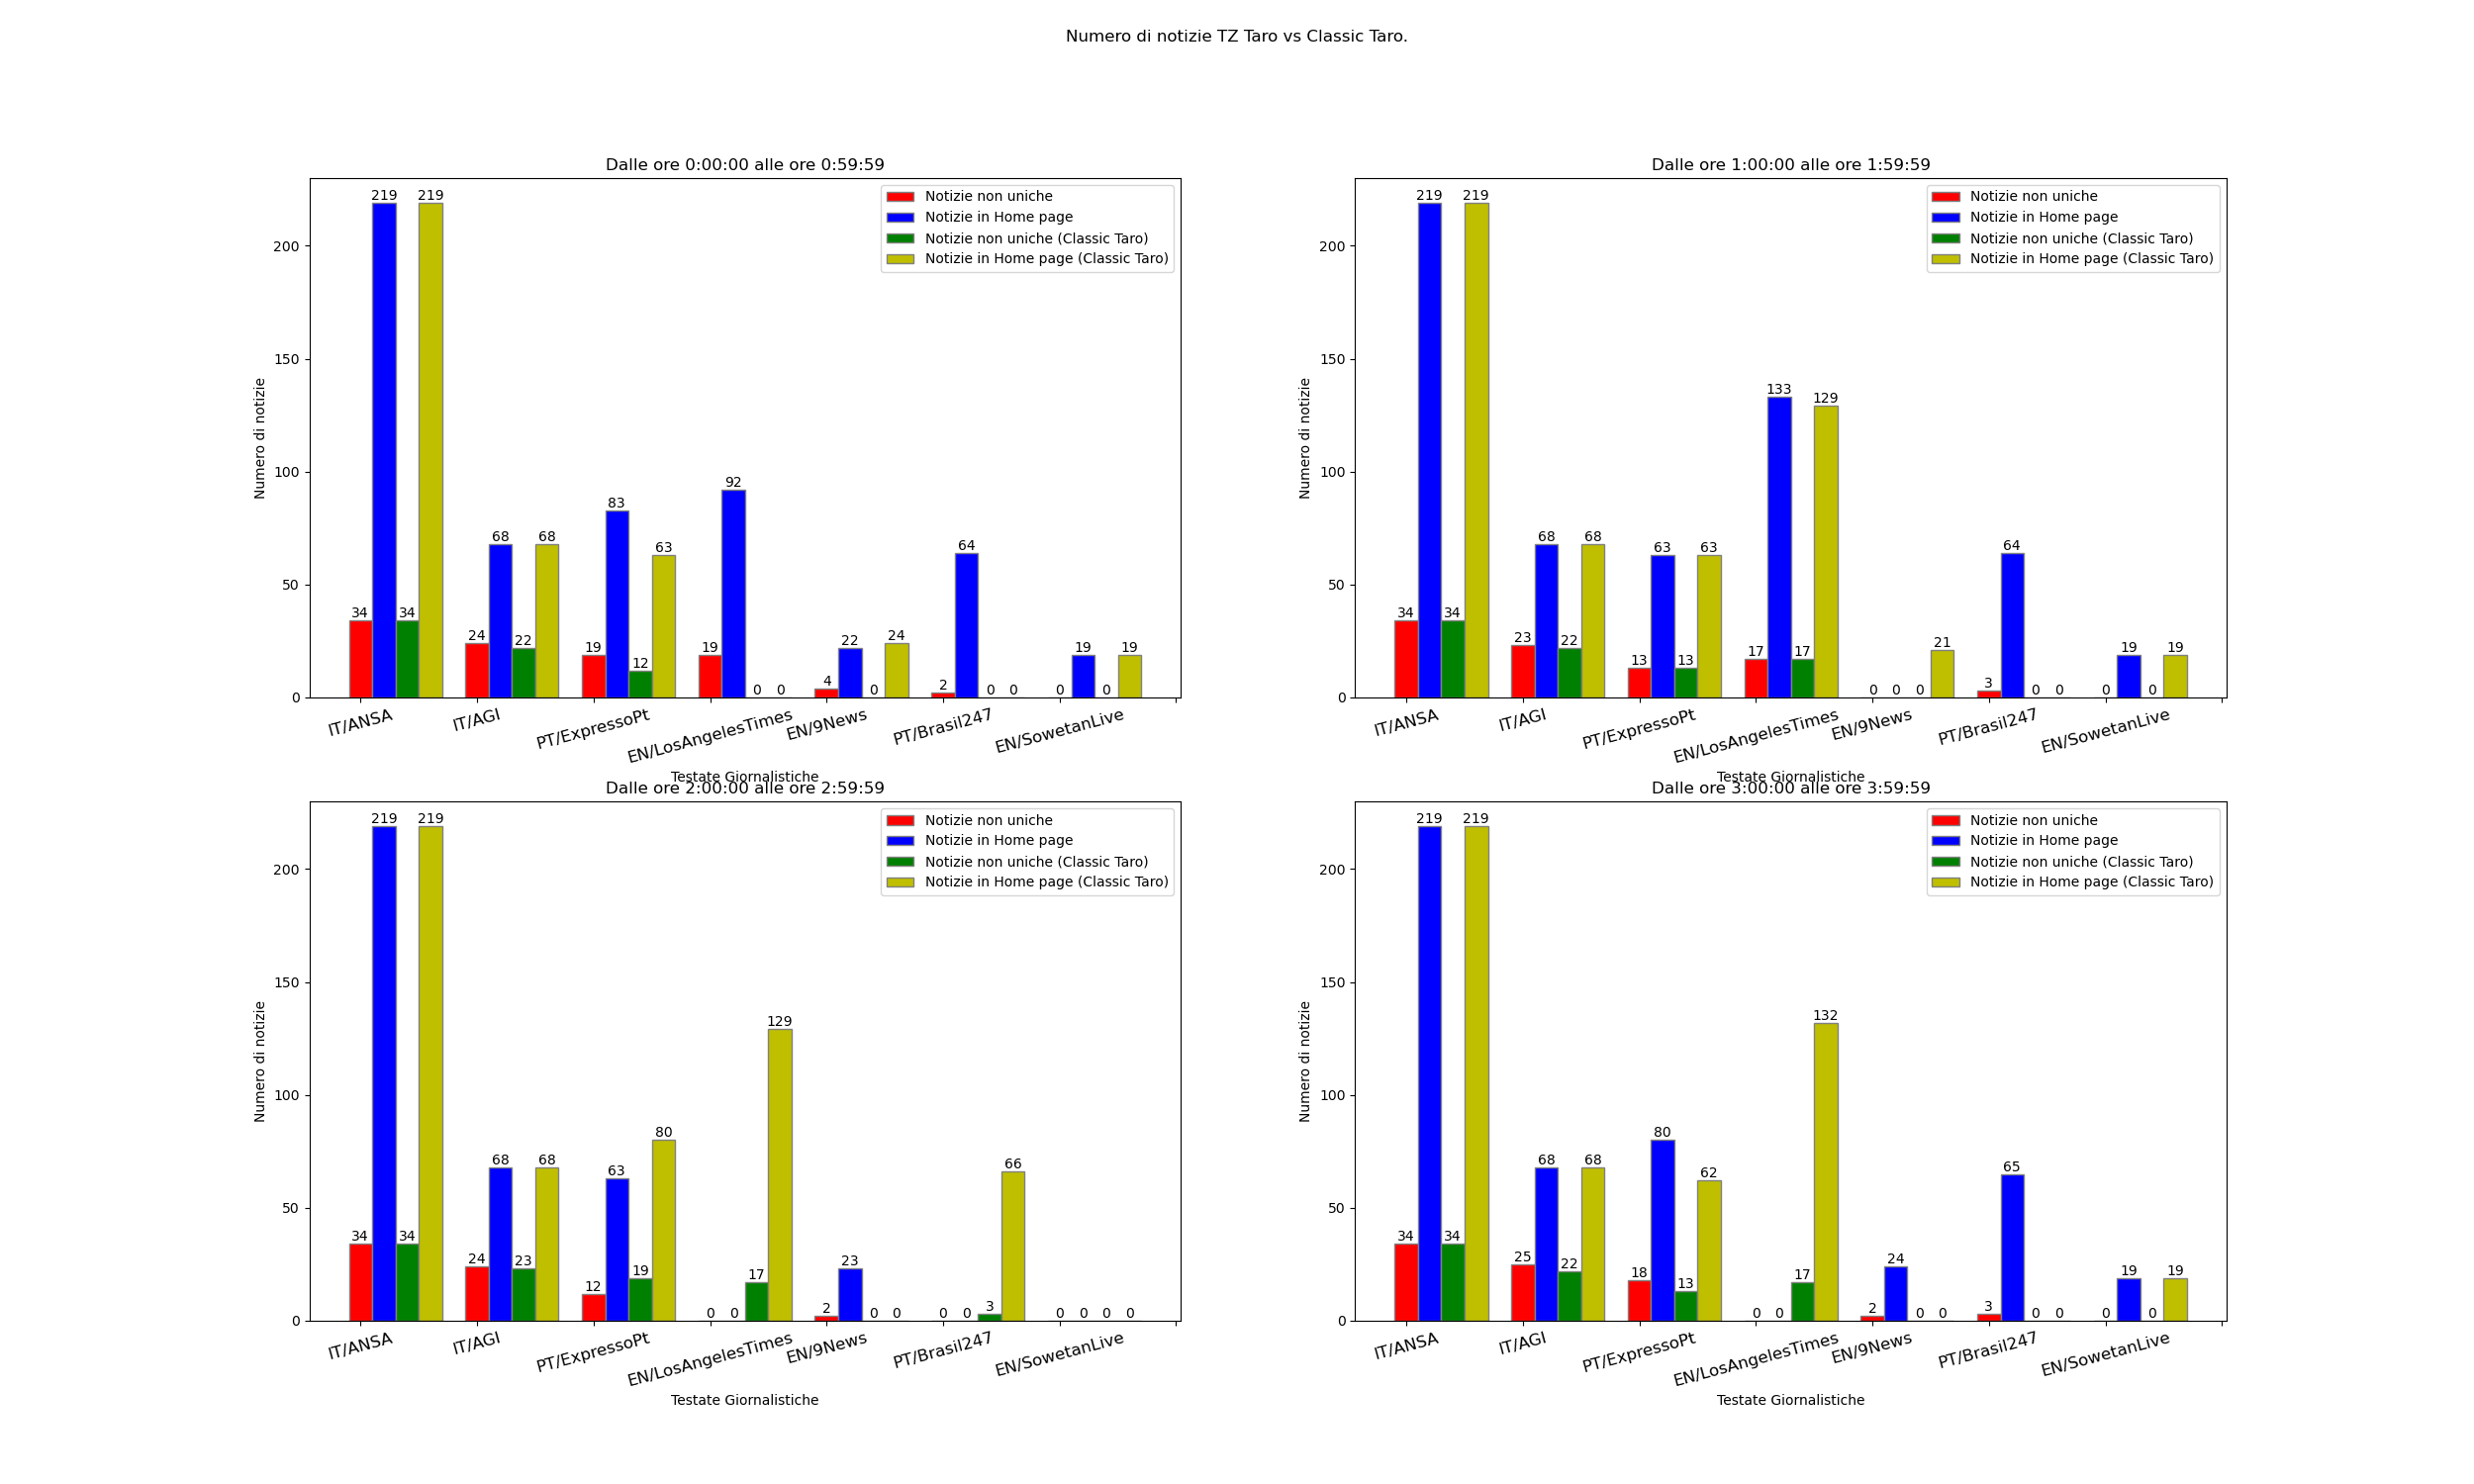 Numero di notizie TZ Taro vs Classic Taro.
Dalle ore 0:00:00 alle ore 0:59:59
Numero di notizie
200
150
100
50
0
Notizie non uniche
Notizie in Home page
Notizie non uniche (Classic Taro)
Notizie in Home page (Classic Taro)
34 219 34 219
24 68 22 68
19 83 12 63
19 92 0 0
4 22 0 24
2 64 0 0
0 19 0 19
IT/ANSA
IT/AGI
PT/ExpressoPt
EN/LosAngelesTimes
EN/9News
PT/Brasil247
EN/SowetanLive
Testate Giornalistiche
Dalle ore 1:00:00 alle ore 1:59:59
Numero di notizie
200
150
100
50
0
Notizie non uniche
Notizie in Home page
Notizie non uniche (Classic Taro)
Notizie in Home page (Classic Taro)
34 219 34 219
23 68 22 68
13 63 13 63
17 133 17 129
0 0 0 21
3 64 0 0
0 19 0 19
IT/ANSA
IT/AGI
PT/ExpressoPt
EN/LosAngelesTimes
EN/9News
PT/Brasil247
EN/SowetanLive
Testate Giornalistiche
Dalle ore 2:00:00 alle ore 2:59:59
Numero di notizie
200
150
100
50
0
Notizie non uniche
Notizie in Home page
Notizie non uniche (Classic Taro)
Notizie in Home page (Classic Taro)
34 219 34 219
24 68 23 68
12 63 19 80
0 0 17 129
2 23 0 0
0 0 3 66
0 0 0 0
IT/ANSA
IT/AGI
PT/ExpressoPt
EN/LosAngelesTimes
EN/9News
PT/Brasil247
EN/SowetanLive
Testate Giornalistiche
Dalle ore 3:00:00 alle ore 3:59:59
Numero di notizie
200
150
100
50
0
Notizie non uniche
Notizie in Home page
Notizie non uniche (Classic Taro)
Notizie in Home page (Classic Taro)
34 219 34 219
25 68 22 68
18 80 13 62
0 0 17 132
2 24 0 0
3 65 0 0
0 19 0 19
IT/ANSA
IT/AGI
PT/ExpressoPt
EN/LosAngelesTimes
EN/9News
PT/Brasil247
EN/SowetanLive
Testate Giornalistiche